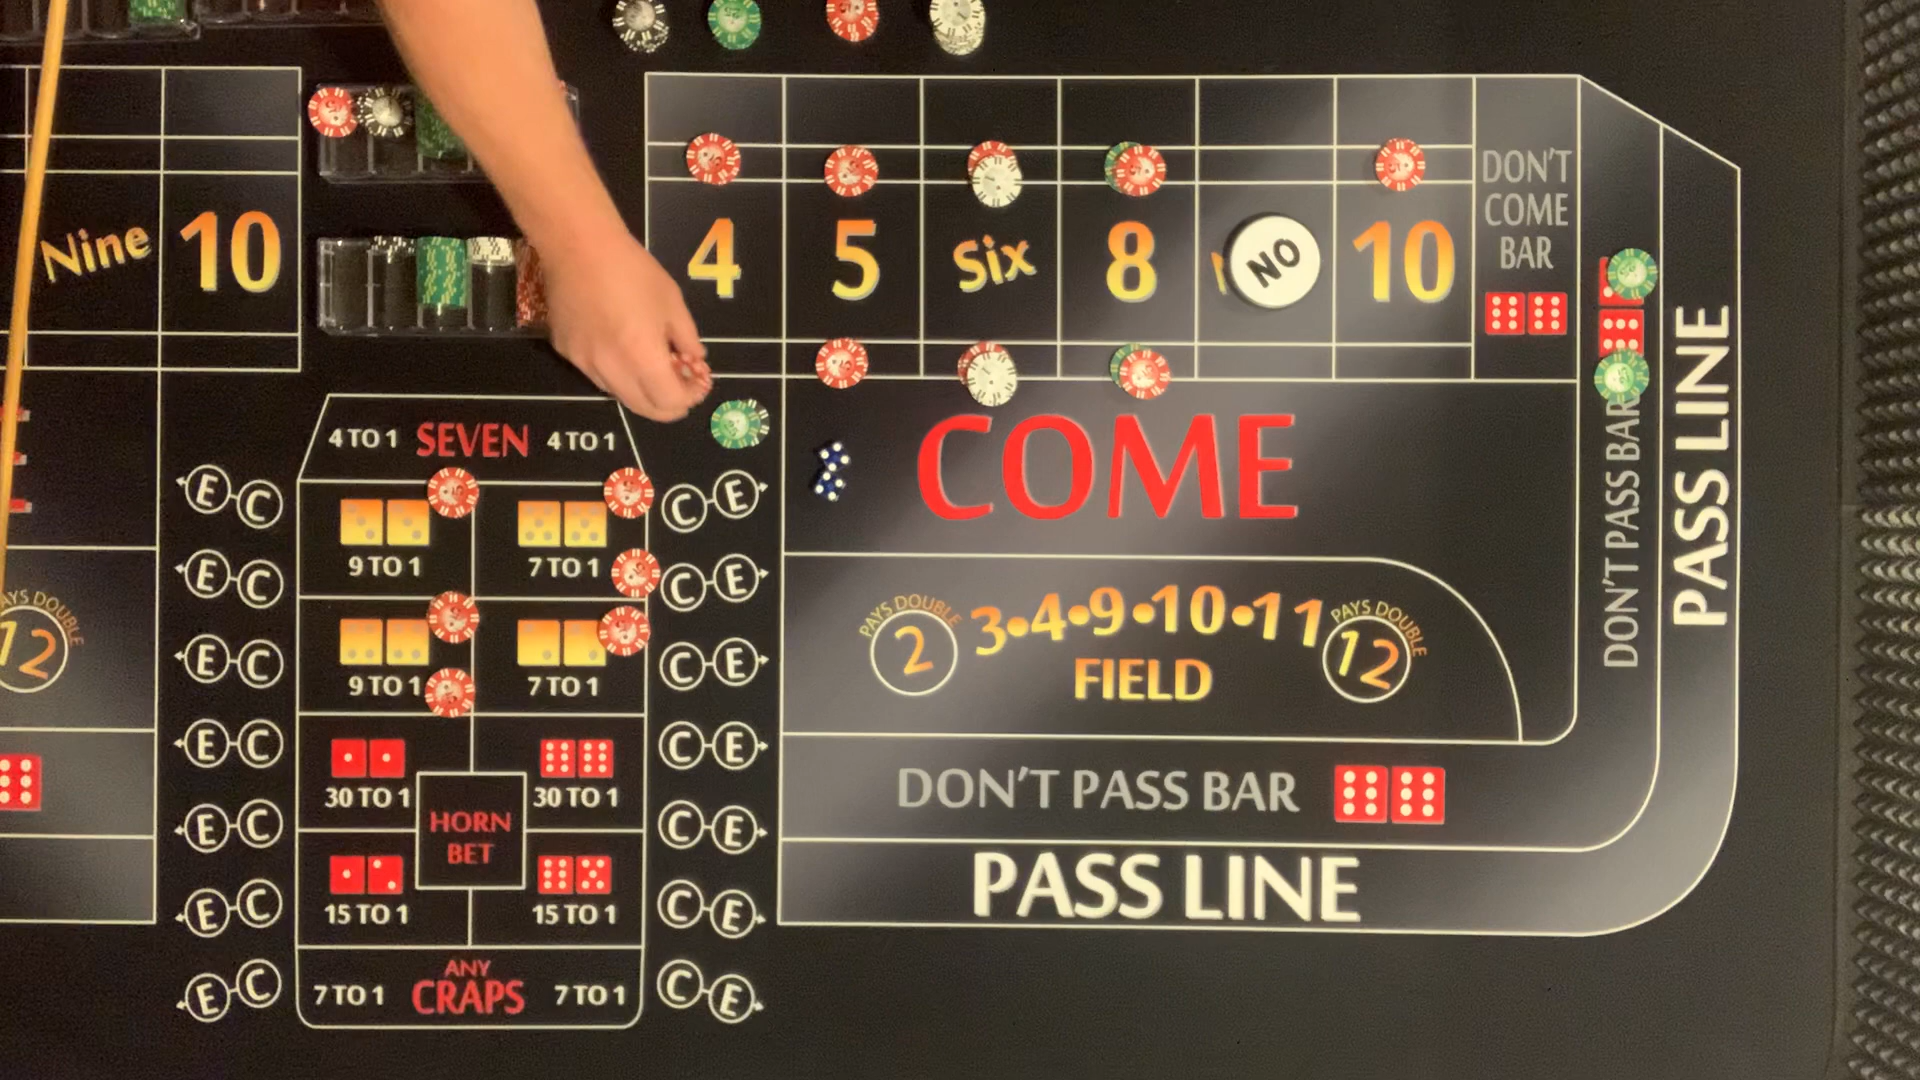 Nine
10
4
5
Six
8
NO
10
DON'T
COME
BAR
4 TO 1 SEVEN 4 TO 1
COME
9 TO 1
7 TO 1
9 TO 1
7 TO 1
30 TO 1
30 TO 1
HORN
BET
15 TO 1
15 TO 1
ANY
7 TO 1 CRAPS 7 TO 1
E C
E C
E C
E C
E C
E C
E C
C E
C E
C E
C E
C E
C E
C E
PAYS DOUBLE
2
3•4•9•10•11
PAYS DOUBLE
12
FIELD
DON'T PASS BAR
PASS LINE
DON'T PASS BAR
PASS LINE
12